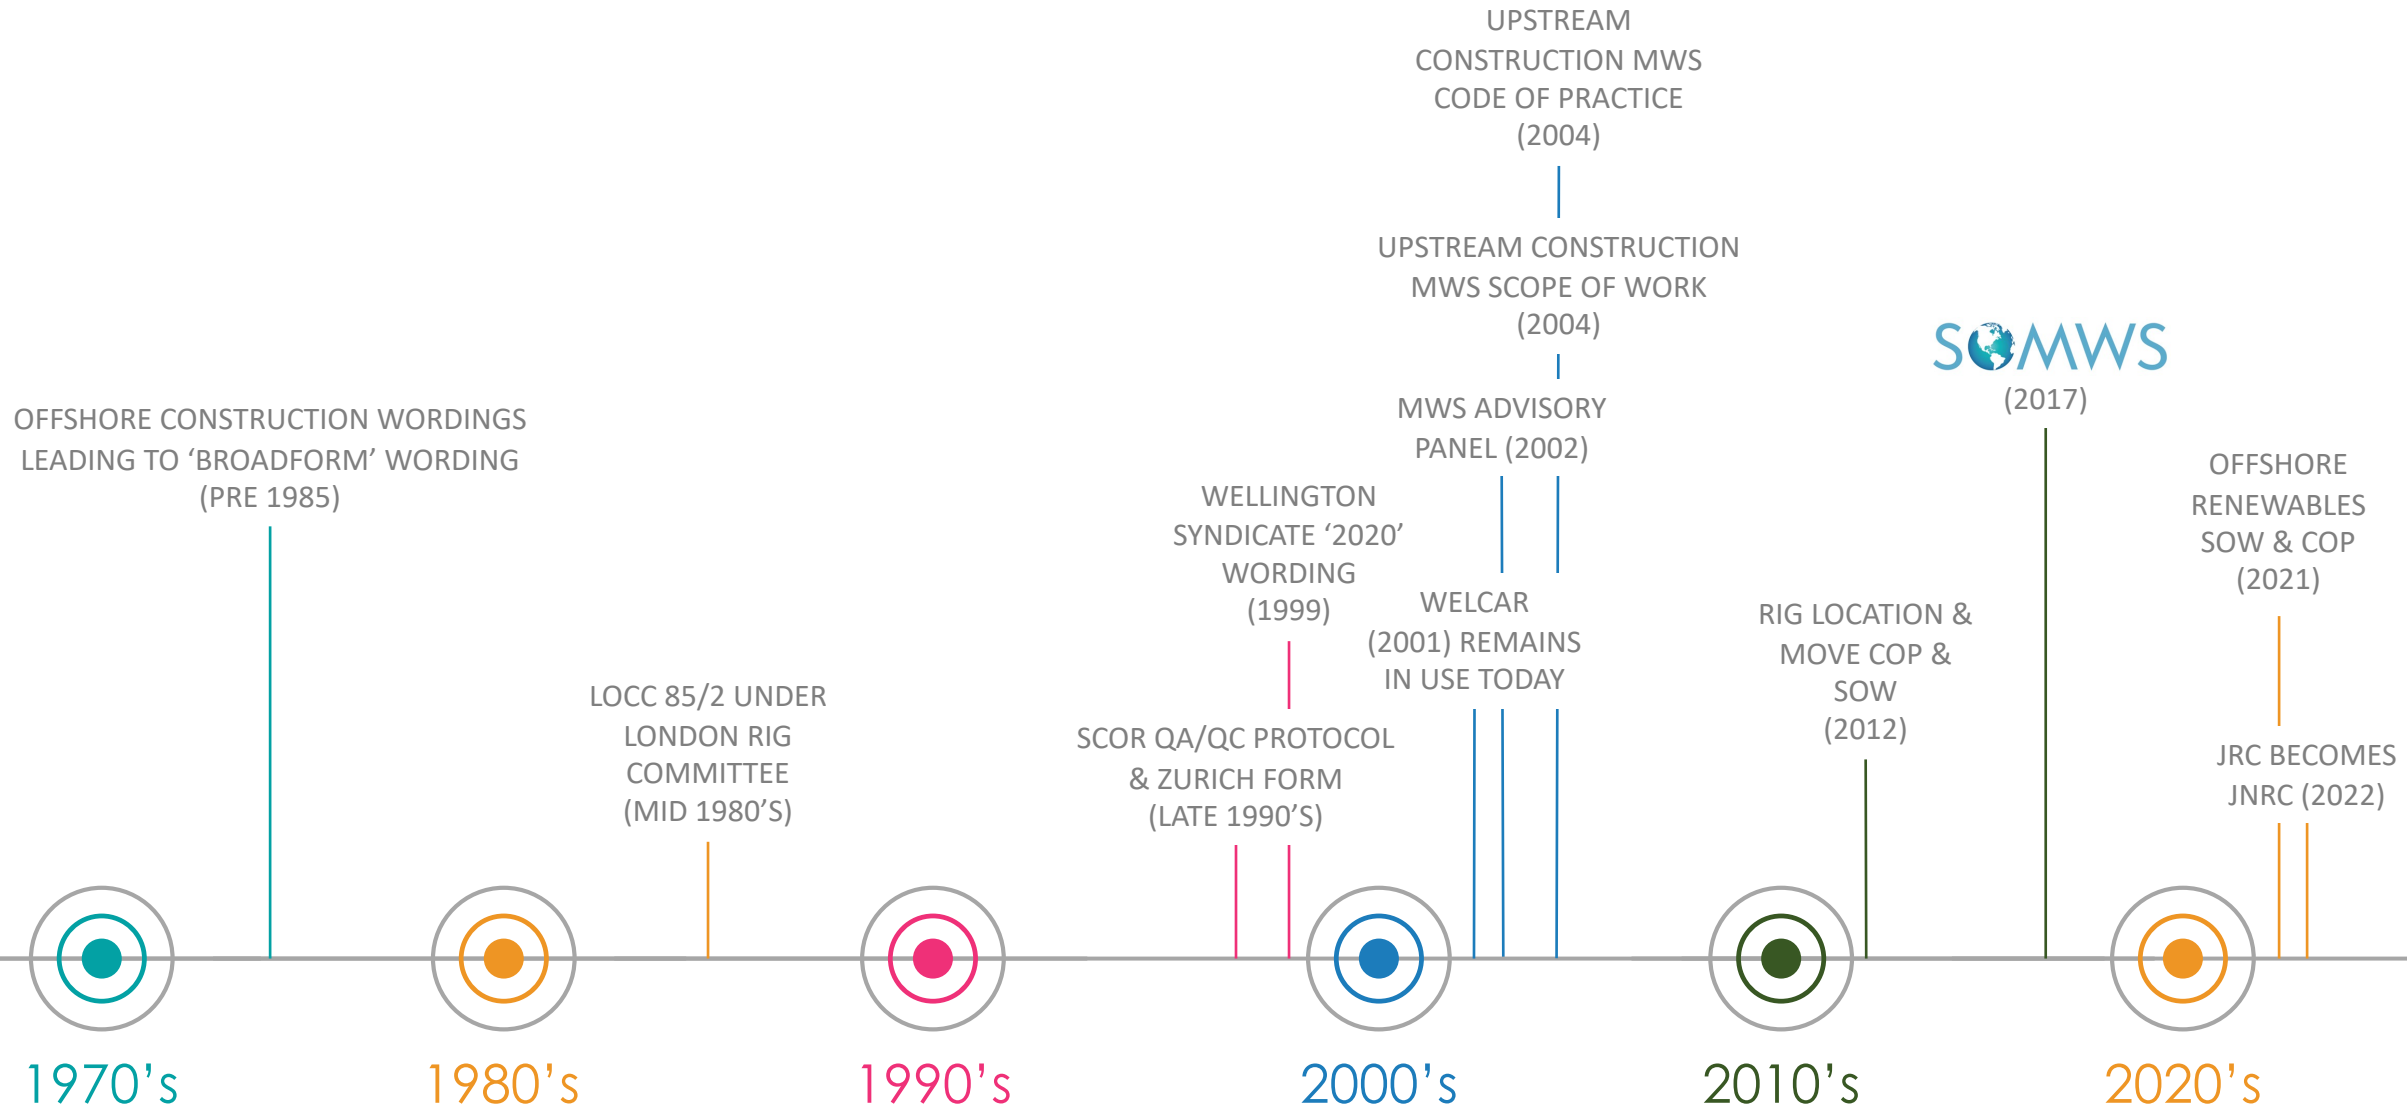 OFFSHORE CONSTRUCTION WORDINGS
LEADING TO ‘BROADFORM’ WORDING
(PRE 1985)
LOCC 85/2 UNDER
LONDON RIG
COMMITTEE
(MID 1980’S)
SCOR QA/QC PROTOCOL
& ZURICH FORM
(LATE 1990’S)
WELLINGTON
SYNDICATE ‘2020’
WORDING
(1999)
WELCAR
(2001) REMAINS
IN USE TODAY
MWS ADVISORY
PANEL (2002)
UPSTREAM CONSTRUCTION
MWS SCOPE OF WORK
(2004)
UPSTREAM
CONSTRUCTION MWS
CODE OF PRACTICE
(2004)
RIG LOCATION &
MOVE COP &
SOW
(2012)
SOMWS
(2017)
OFFSHORE
RENEWABLES
SOW & COP
(2021)
JRC BECOMES
JNRC (2022)
1970’s
1980’s
1990’s
2000’s
2010’s
2020’s